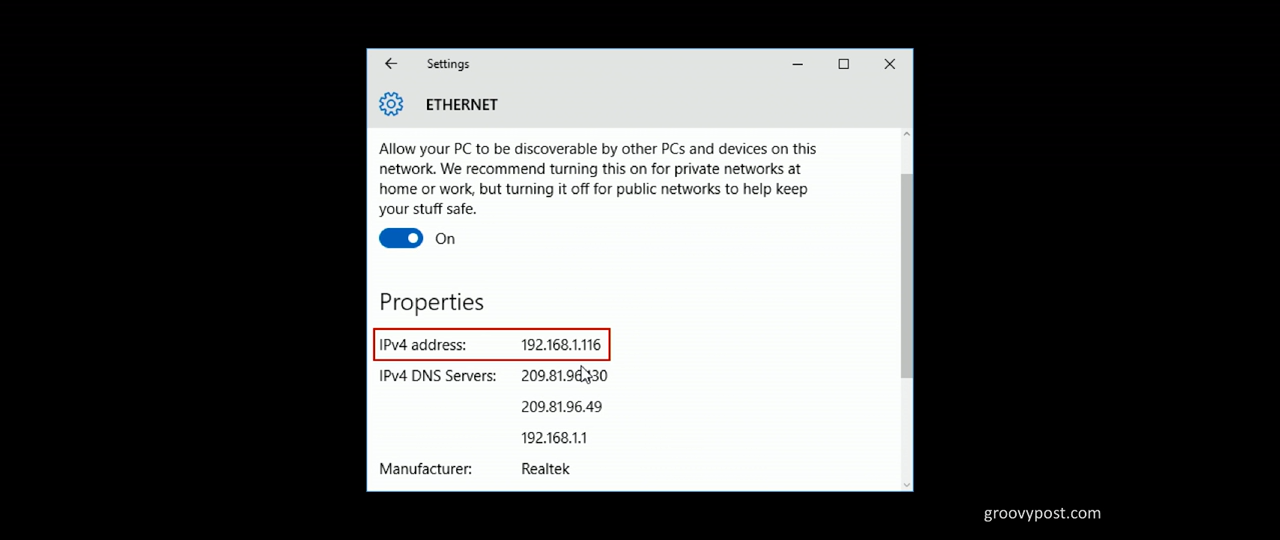 Settings
ETHERNET
Allow your PC to be discoverable by other PCs and devices on this
network. We recommend turning this on for private networks at
home or work, but turning it off for public networks to help keep
your stuff safe.
On
Properties
IPv4 address: 192.168.1.116
IPv4 DNS Servers:
209.81.96.49
192.168.1.1
Manufacturer: Realtek
groovypost.com